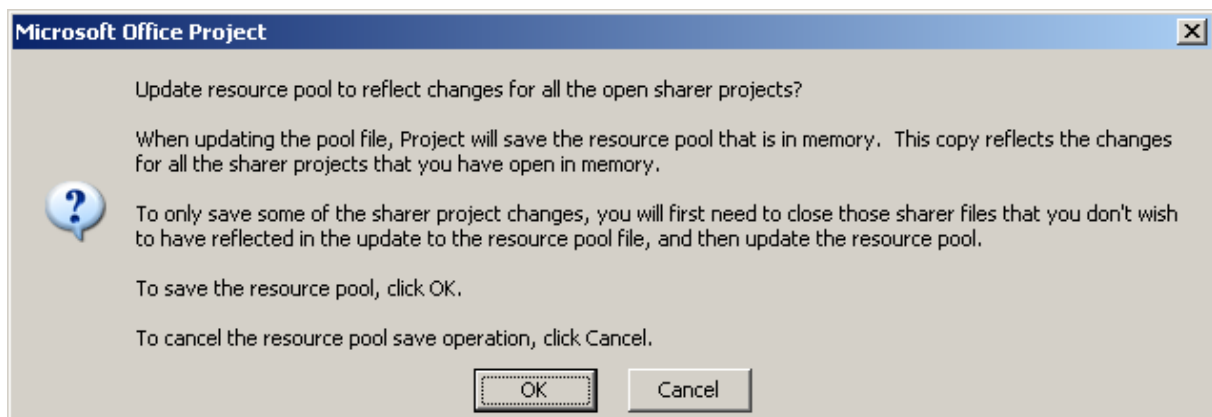 Microsoft Office Project
Update resource pool to reflect changes for all the open sharer projects?
When updating the pool file, Project will save the resource pool that is in memory.  This copy reflects the changes
for all the sharer projects that you have open in memory.
To only save some of the sharer project changes, you will first need to close those sharer files that you don't wish
to have reflected in the update to the resource pool file, and then update the resource pool.
To save the resource pool, click OK.
To cancel the resource pool save operation, click Cancel.
OK
Cancel